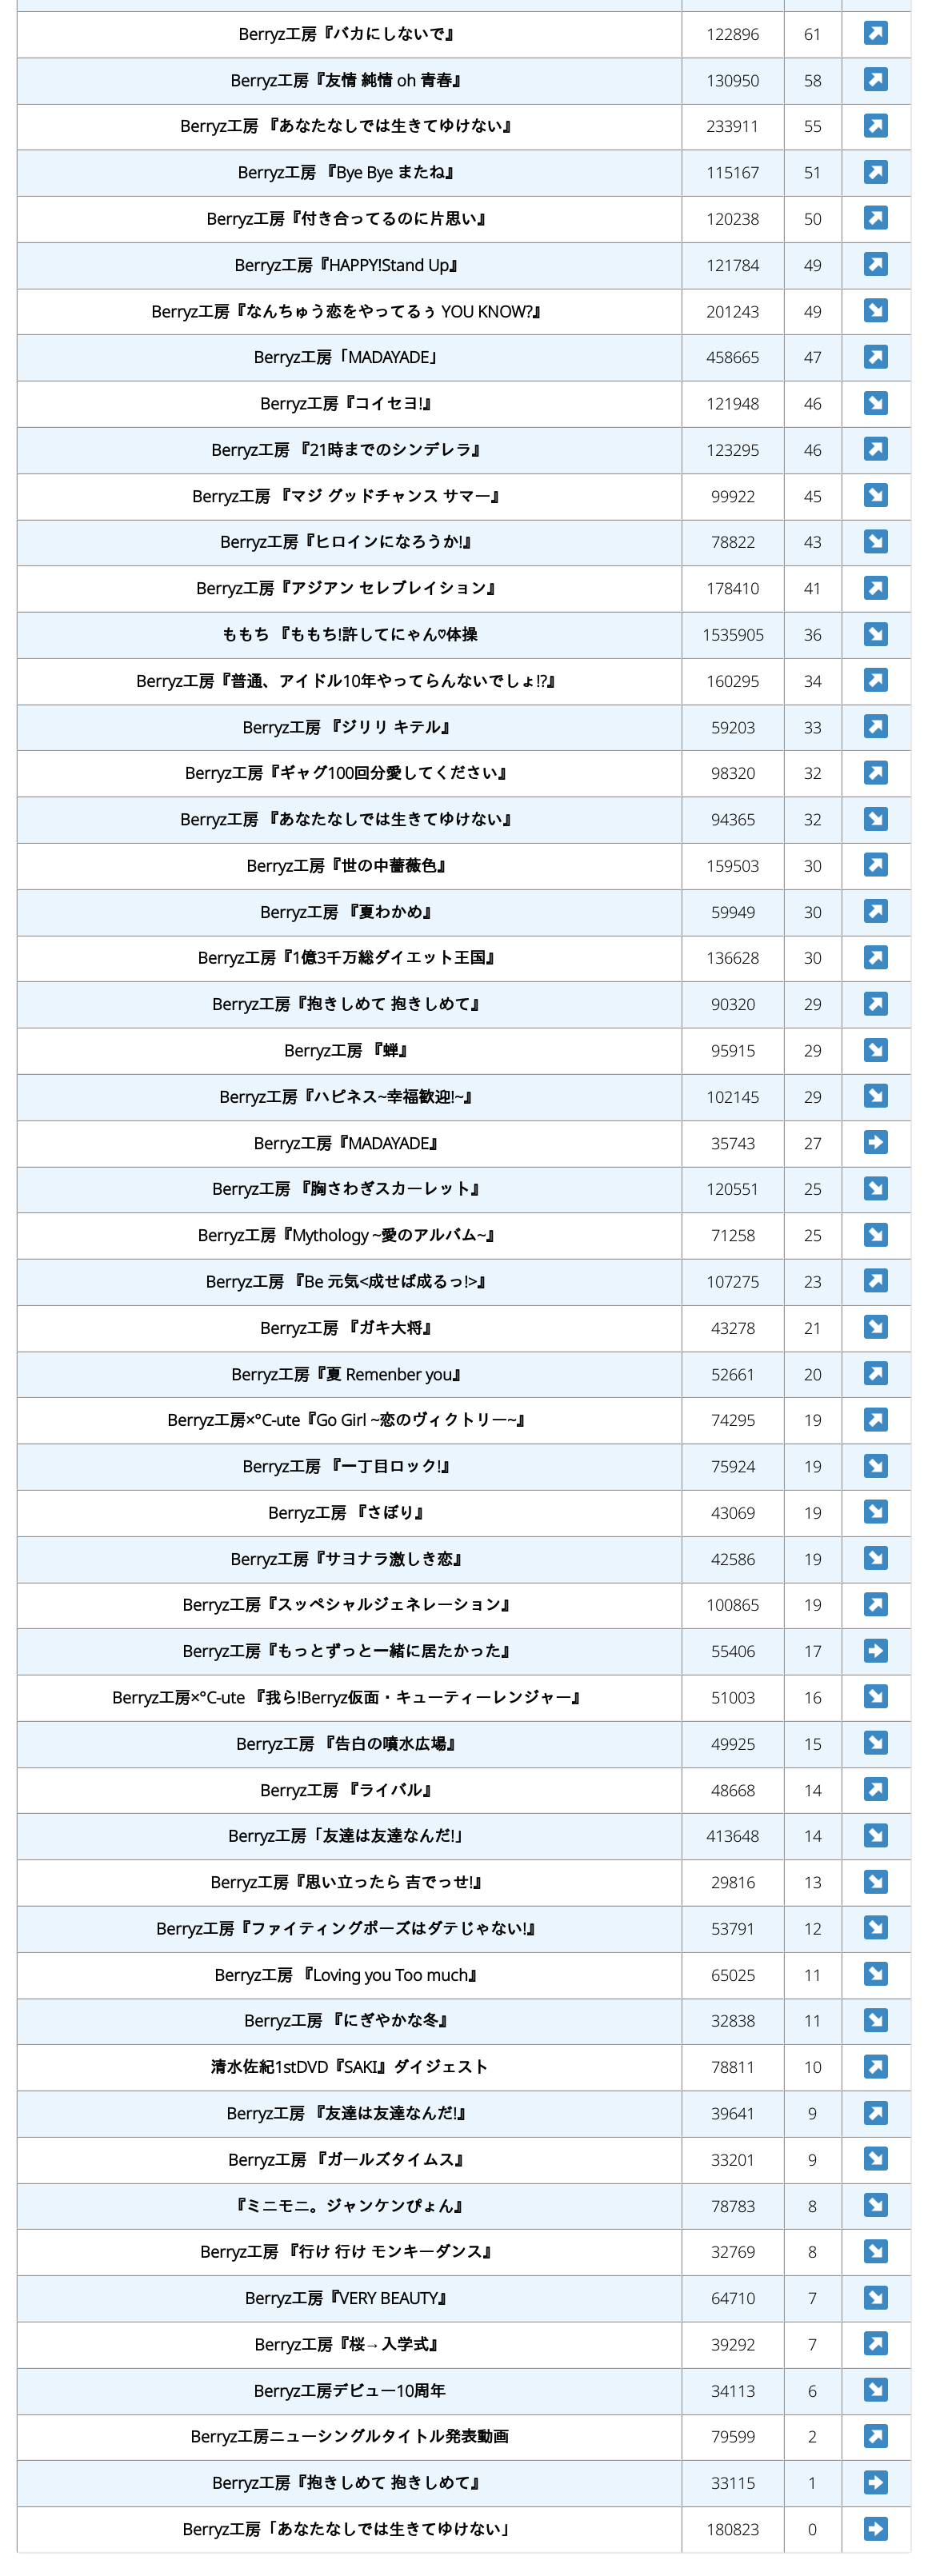 Berryz工房『バカにしないで』 122896 61 ↗
Berryz工房『友情 純情 oh 青春』 130950 58 ↗
Berryz工房 『あなたなしでは生きてゆけない』 233911 55 ↗
Berryz工房 『Bye Bye またね』 115167 51 ↗
Berryz工房『付き合ってるのに片思い』 120238 50 ↗
Berryz工房『HAPPY!Stand Up』 121784 49 ↗
Berryz工房『なんちゅう恋をやってるぅ YOU KNOW?』 201243 49 ↘
Berryz工房「MADAYADE」 458665 47 ↗
Berryz工房『コイセヨ!』 121948 46 ↘
Berryz工房 『21時までのシンデレラ』 123295 46 ↗
Berryz工房 『マジ グッドチャンス サマー』 99922 45 ↘
Berryz工房『ヒロインになろうか!』 78822 43 ↘
Berryz工房『アジアン セレブレイション』 178410 41 ↗
ももち 『ももち!許してにゃん♡体操 1535905 36 ↘
Berryz工房『普通、アイドル10年やってらんないでしょ!?』 160295 34 ↗
Berryz工房 『ジリリ キテル』 59203 33 ↗
Berryz工房『ギャグ100回分愛してください』 98320 32 ↗
Berryz工房 『あなたなしでは生きてゆけない』 94365 32 ↘
Berryz工房『世の中薔薇色』 159503 30 ↗
Berryz工房 『夏わかめ』 59949 30 ↗
Berryz工房『1億3千万総ダイエット王国』 136628 30 ↗
Berryz工房『抱きしめて 抱きしめて』 90320 29 ↗
Berryz工房 『蝉』 95915 29 ↘
Berryz工房『ハピネス~幸福歓迎!~』 102145 29 ↘
Berryz工房『MADAYADE』 35743 27 ➡
Berryz工房 『胸さわぎスカーレット』 120551 25 ↘
Berryz工房『Mythology ~愛のアルバム~』 71258 25 ↘
Berryz工房 『Be 元気<成せば成るっ!>』 107275 23 ↗
Berryz工房 『ガキ大将』 43278 21 ↘
Berryz工房『夏 Remenber you』 52661 20 ↗
Berryz工房×°C-ute『Go Girl ~恋のヴィクトリー~』 74295 19 ↗
Berryz工房 『一丁目ロック!』 75924 19 ↘
Berryz工房 『さぼり』 43069 19 ↘
Berryz工房『サヨナラ激しき恋』 42586 19 ↘
Berryz工房『スッペシャルジェネレーション』 100865 19 ↗
Berryz工房『もっとずっと一緒に居たかった』 55406 17 ➡
Berryz工房×°C-ute 『我ら!Berryz仮面・キューティーレンジャー』 51003 16 ↘
Berryz工房 『告白の噴水広場』 49925 15 ↘
Berryz工房 『ライバル』 48668 14 ↗
Berryz工房「友達は友達なんだ!」 413648 14 ↘
Berryz工房『思い立ったら 吉でっせ!』 29816 13 ↘
Berryz工房『ファイティングポーズはダテじゃない!』 53791 12 ↘
Berryz工房 『Loving you Too much』 65025 11 ↘
Berryz工房 『にぎやかな冬』 32838 11 ↘
清水佐紀1stDVD『SAKI』ダイジェスト 78811 10 ↗
Berryz工房 『友達は友達なんだ!』 39641 9 ↗
Berryz工房 『ガールズタイムス』 33201 9 ↘
『ミニモニ。ジャンケンぴょん』 78783 8 ↘
Berryz工房 『行け 行け モンキーダンス』 32769 8 ↘
Berryz工房『VERY BEAUTY』 64710 7 ↘
Berryz工房『桜→入学式』 39292 7 ↗
Berryz工房デビュー10周年 34113 6 ↘
Berryz工房ニューシングルタイトル発表動画 79599 2 ↗
Berryz工房『抱きしめて 抱きしめて』 33115 1 ➡
Berryz工房「あなたなしでは生きてゆけない」 180823 0 ➡